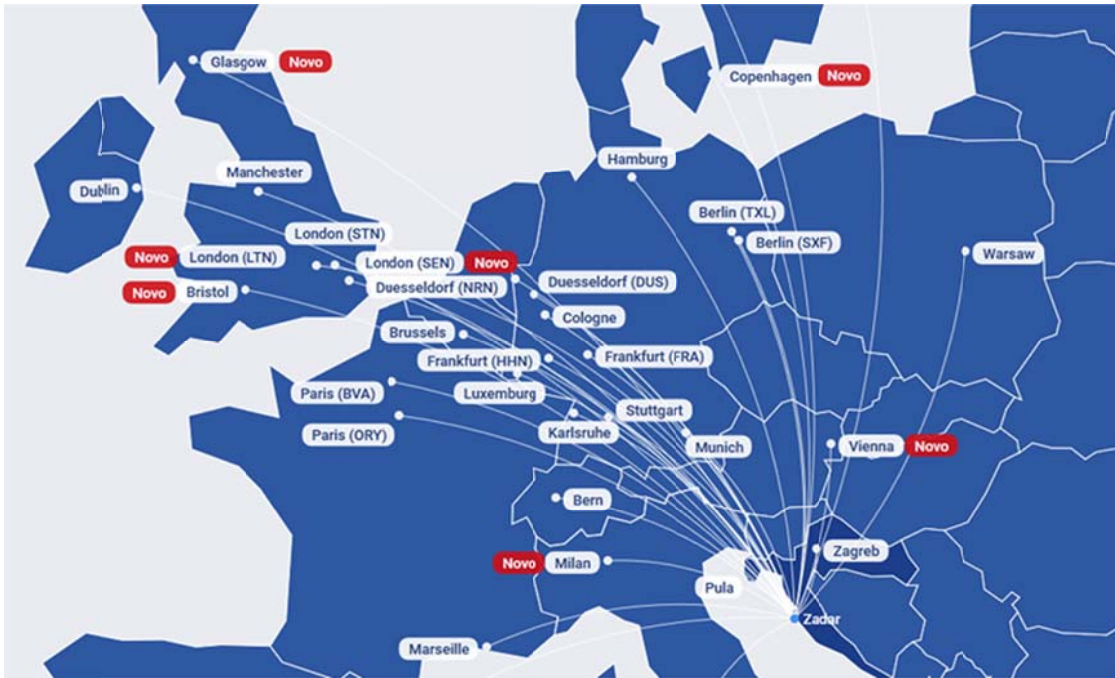 Glasgow Novo
Copenhagen Novo
Hamburg
Manchester
Dublin
Berlin (TXL)
London (STN)
Berlin (SXF)
Warsaw
Novo London (LTN)
London (SEN) Novo
Duesseldorf (DUS)
Duesseldorf (NRN)
Novo Bristol
Cologne
Brussels
Frankfurt (HHN)
Frankfurt (FRA)
Paris (BVA)
Luxemburg
Stuttgart
Paris (ORY)
Karlsruhe
Munich
Vienna Novo
Bern
Zagreb
Novo Milan
Pula
Zadar
Marseille